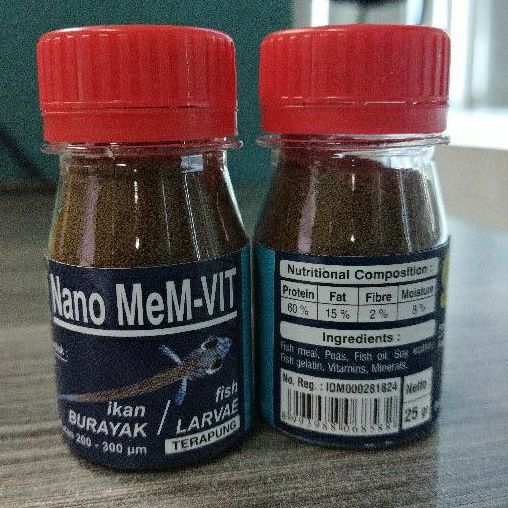 Nano MeM-VIT
ikan
BURAYAK /
fish
LARVAE
200 - 300 µm
TERAPUNG
Nutritional Composition :
Protein Fat Fibre Moisture
60 % 15 % 2 % 8 %
Ingredients :
Fish meal, Peas, Fish oil, Soy
Fish gelatin, Vitamins, Minerals.
No. Reg. : IDM000281824
Netto
25 gr